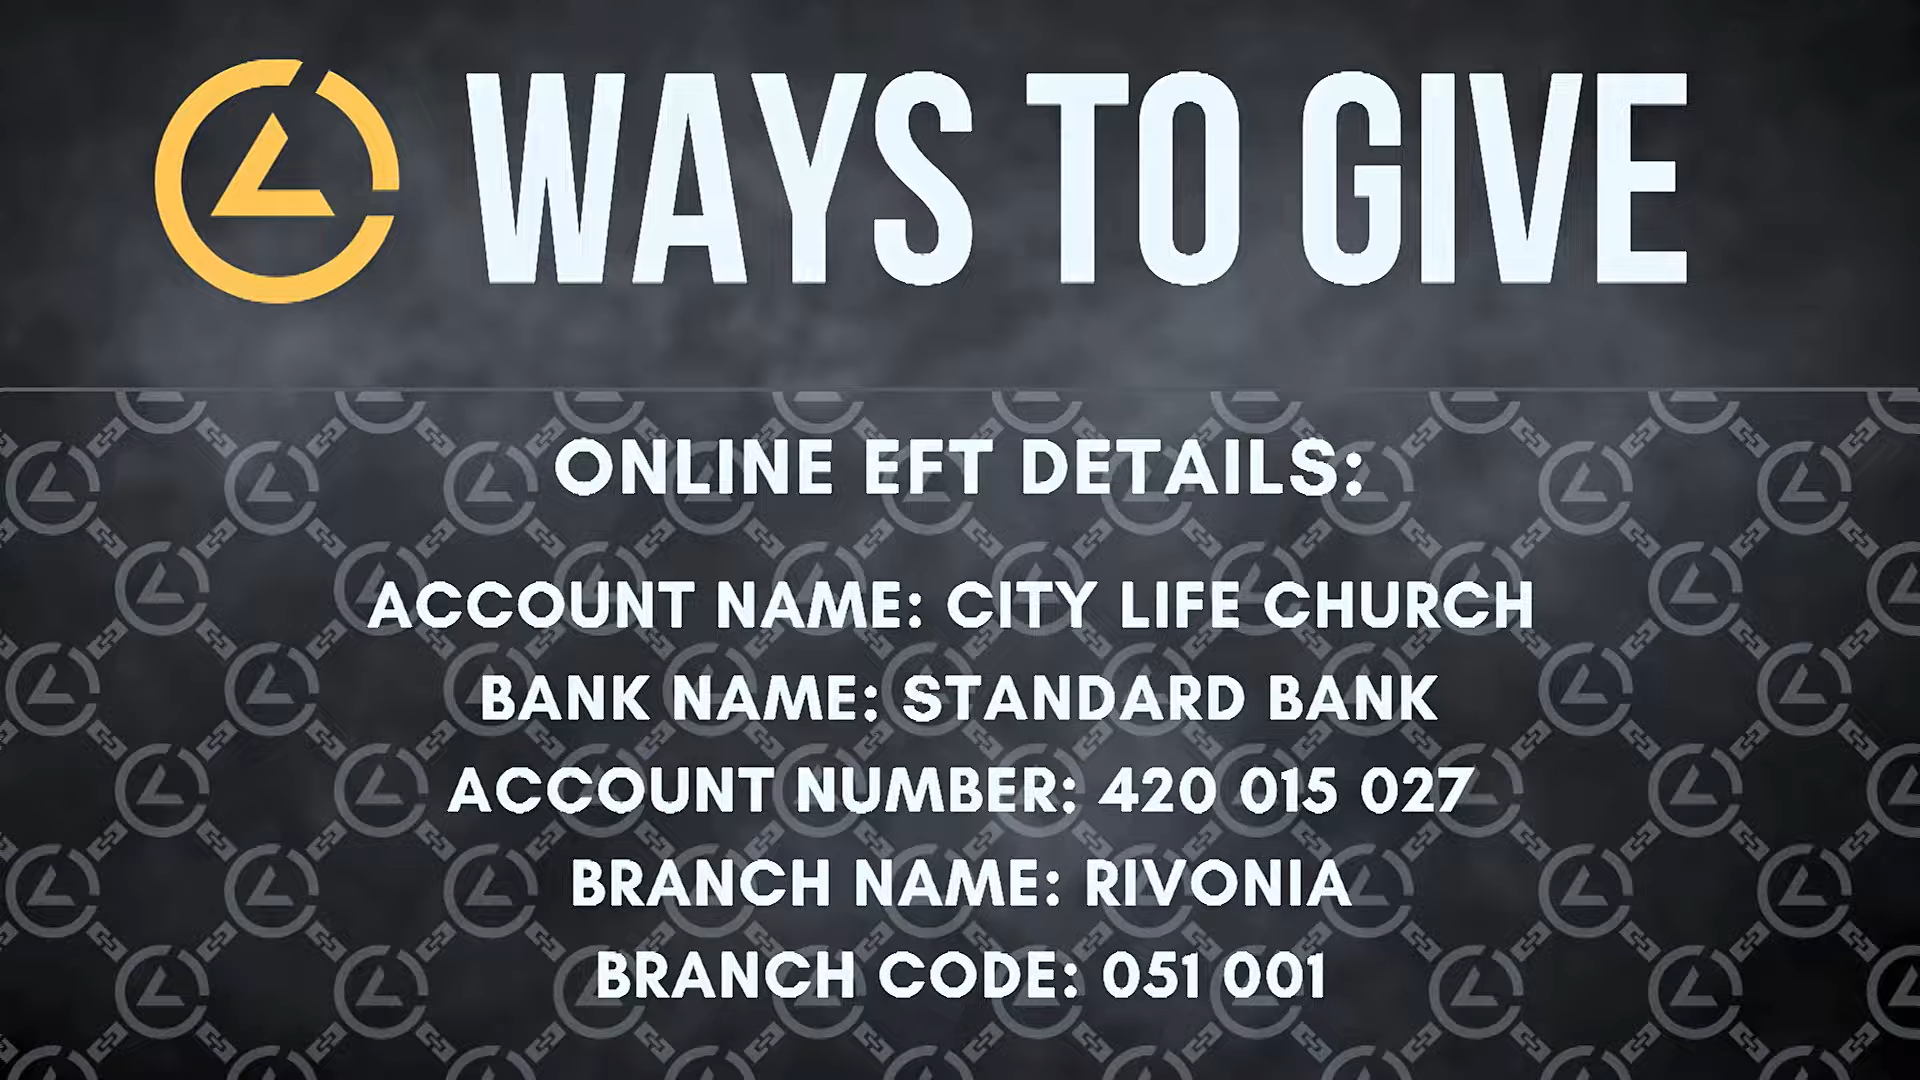 WAYS TO GIVE
ONLINE EFT DETAILS:
ACCOUNT NAME: CITY LIFE CHURCH
BANK NAME: STANDARD BANK
ACCOUNT NUMBER: 420 015 027
BRANCH NAME: RIVONIA
BRANCH CODE: 051 001